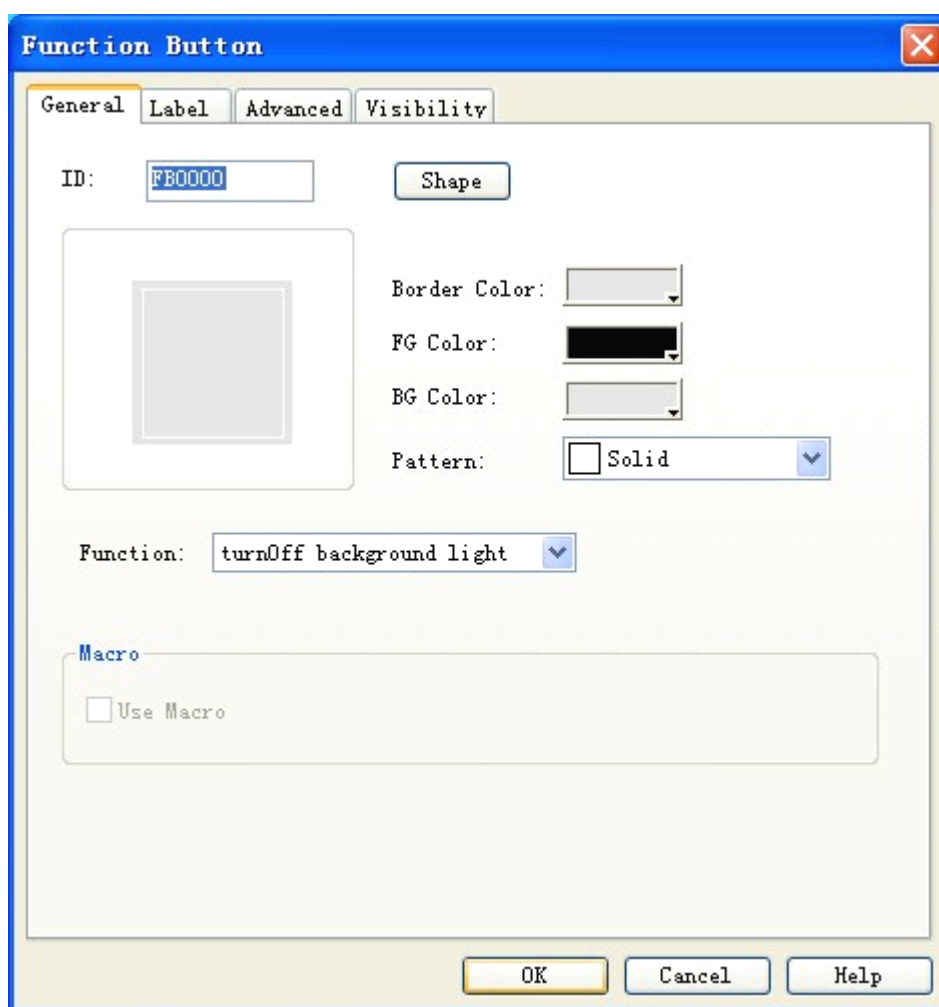 Function Button
General Label Advanced Visibility
ID: FB0000 Shape
Border Color:
FG Color:
BG Color:
Pattern: Solid
Function: turnOff background light
Macro
Use Macro
OK Cancel Help